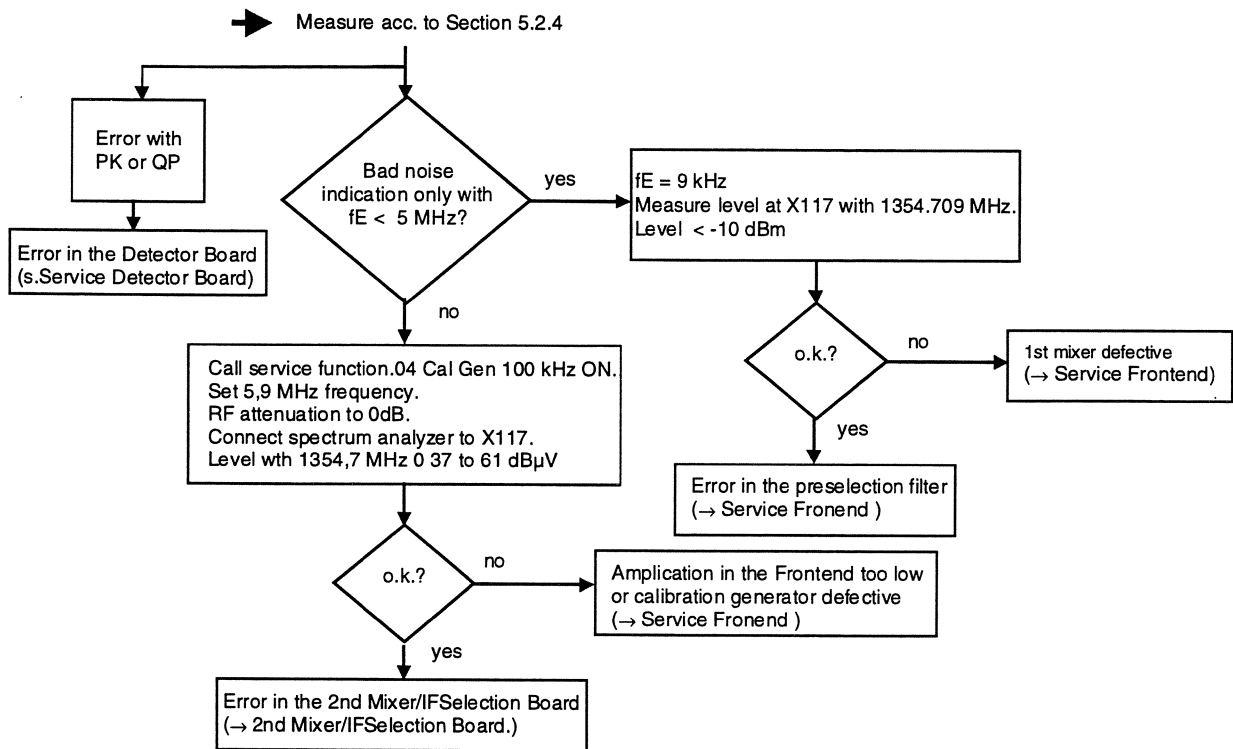 Measure acc. to Section 5.2.4
Error with
PK or QP
Error in the Detector Board
(s.Service Detector Board)
Bad noise
indication only with
fE < 5 MHz?
yes
fE = 9 kHz
Measure level at X117 with 1354.709 MHz.
Level < -10 dBm
o.k.?
no
1st mixer defective
(→ Service Frontend)
yes
Error in the preselection filter
(→ Service Fronend )
no
Call service function.04 Cal Gen 100 kHz ON.
Set 5,9 MHz frequency.
RF attenuation to 0dB.
Connect spectrum analyzer to X117.
Level wth 1354,7 MHz 0 37 to 61 dBµV
o.k.?
no
Amplication in the Frontend too low
or calibration generator defective
(→ Service Fronend )
yes
Error in the 2nd Mixer/IFSelection Board
(→ 2nd Mixer/IFSelection Board.)